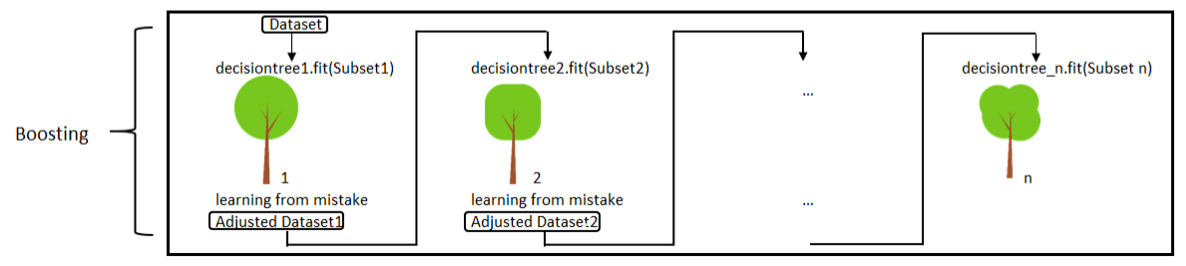 Boosting
Dataset
decisiontree1.fit(Subset1)
1
learning from mistake
Adjusted Dataset1
decisiontree2.fit(Subset2)
2
learning from mistake
Adjusted Dataset2
...
...
decisiontree_n.fit(Subset n)
n